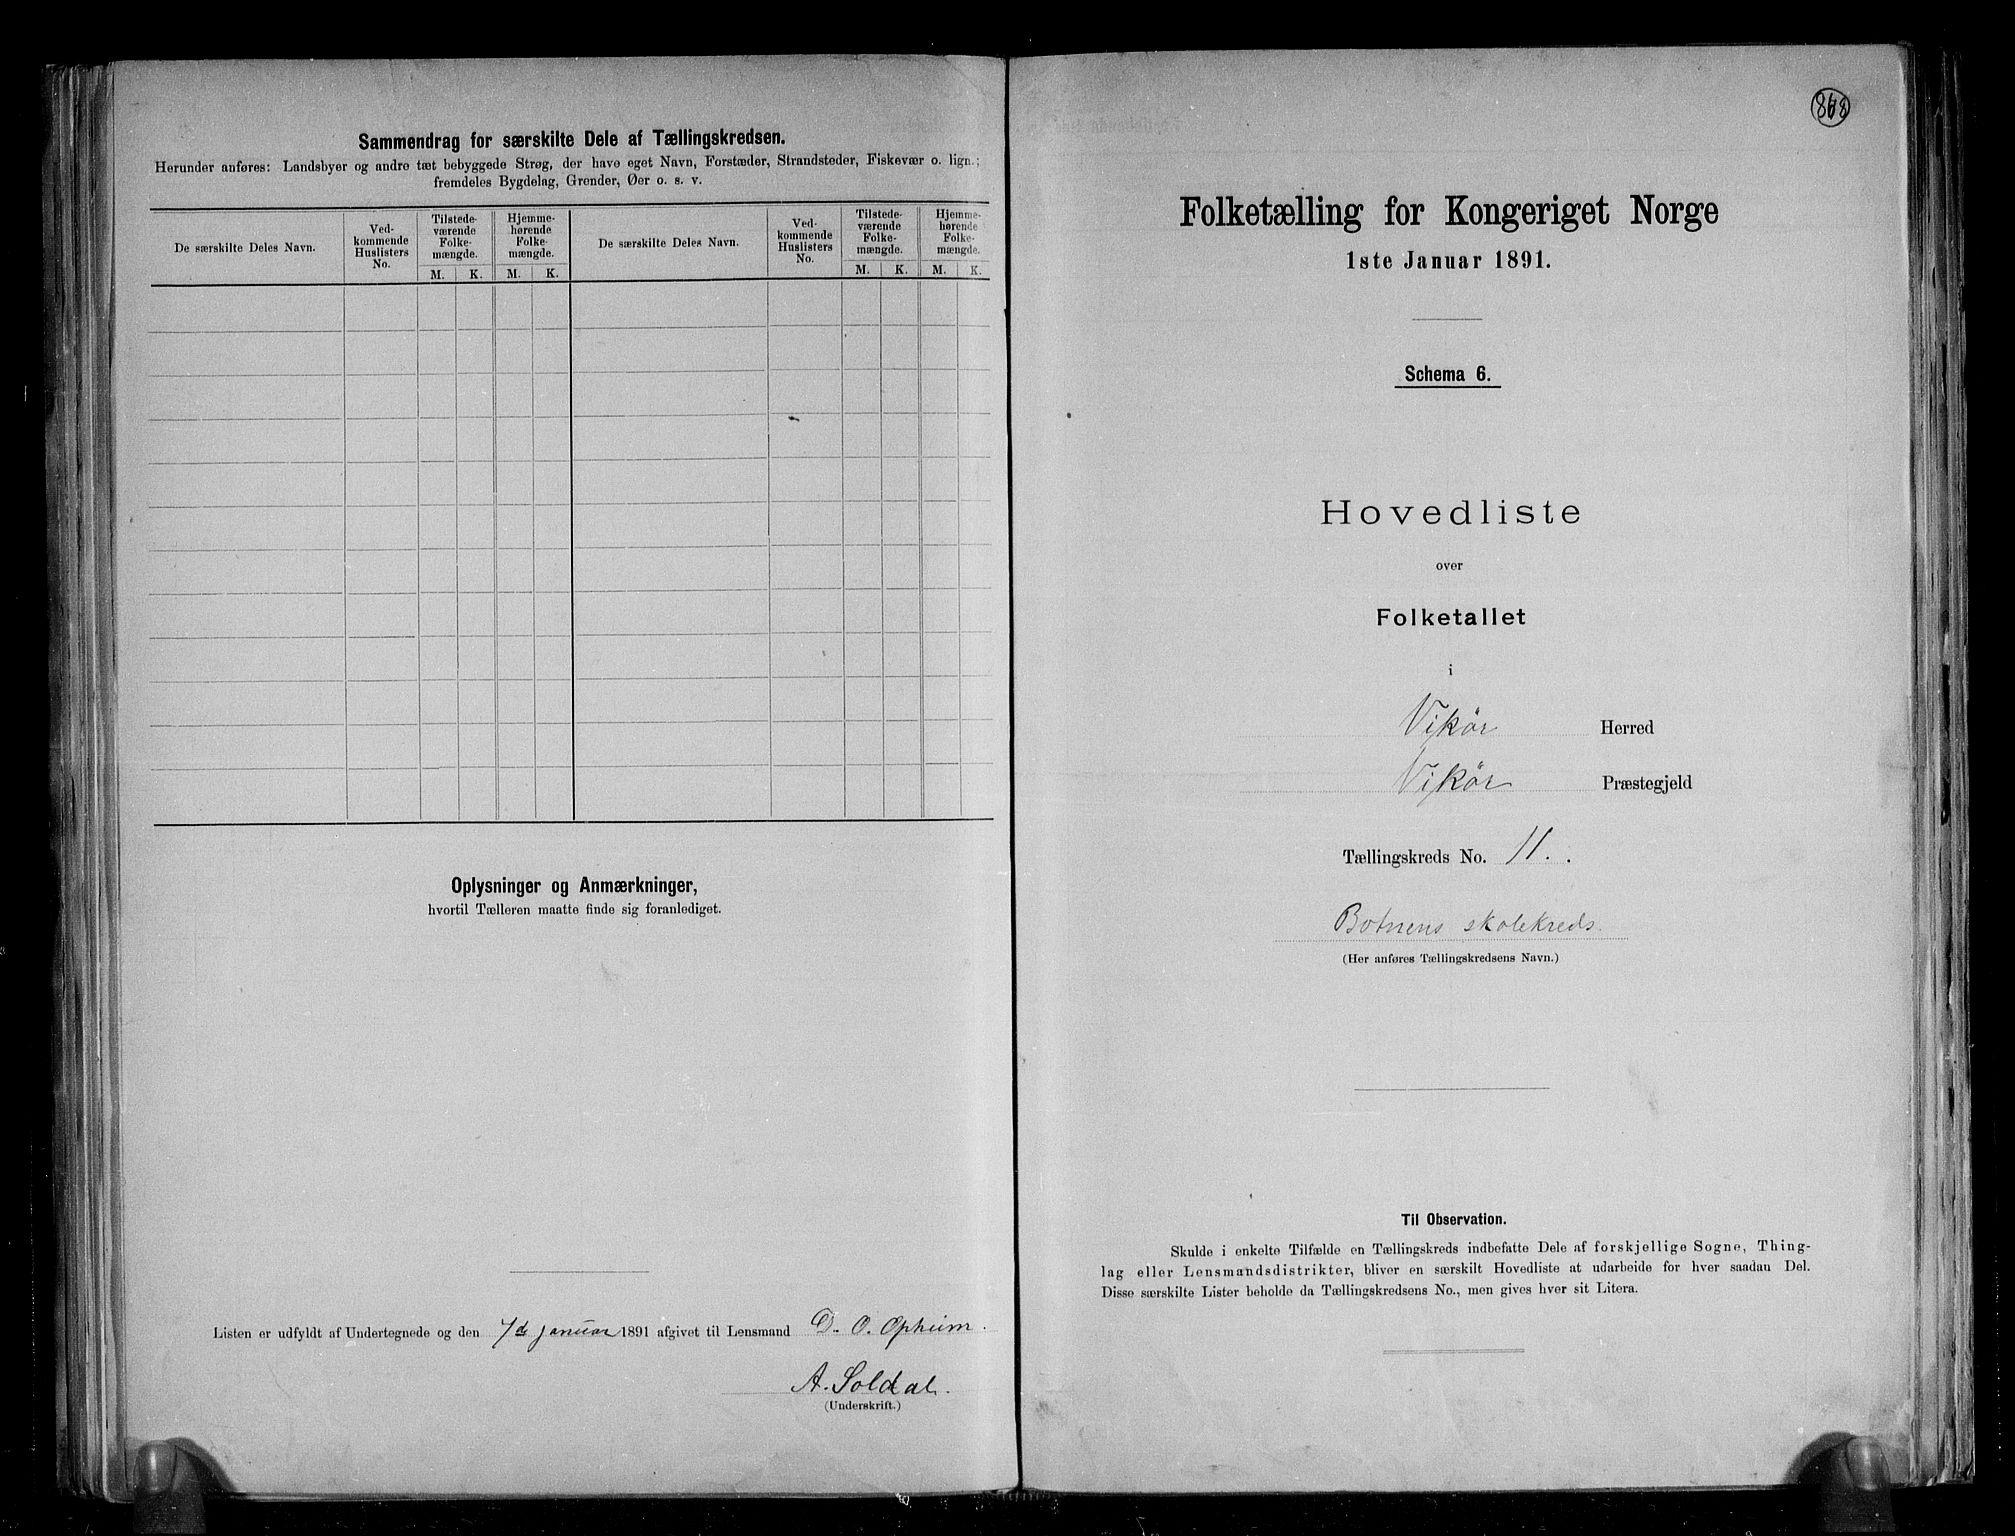 Sammendrag for særskilte Dele af Tællingskredsen.
Herunder anføres: Landsbyer og andre tæt bebyggede Strøg, der have eget Navn, Forstæder, Strandsteder, Fiskevær o. lign.;
fremdeles Bygdelag, Grender, Øer o. s. v.
De særskilte Deles Navn.
Ved-
kommende
Huslisters
No.
Tilstede-
værende
Folke-
mængde.
M. K.
Hjemme-
hørende
Folke-
mængde.
M. K.
De særskilte Deles Navn.
Ved-
kommende
Huslisters
No.
Tilstede-
værende
Folke-
mængde.
M. K.
Hjemme-
hørende
Folke-
mængde.
M. K.
Oplysninger og Anmærkninger,
hvortil Tælleren maatte finde sig foranlediget.
Listen er udfyldt af Undertegnede og den 7de januar 1891 afgivet til Lensmand D. O. Opheim.
A. Soldal.
(Underskrift.)
Folketælling for Kongeriget Norge
1ste Januar 1891.
Schema 6.
Hovedliste
over
Folketallet
i
Vikör Herred
Vikör Præstegjeld
Tællingskreds No. 11.
Botnens skolekreds.
(Her anføres Tællingskredsens Navn.)
Til Observation.
Skulde i enkelte Tilfælde en Tællingskreds indbefatte Dele af forskjellige Sogne, Thing-
lag eller Lensmandsdistrikter, bliver en særskilt Hovedliste at udarbeide for hver saadan Del.
Disse særskilte Lister beholde da Tællingskredsens No., men gives hver sit Litera.